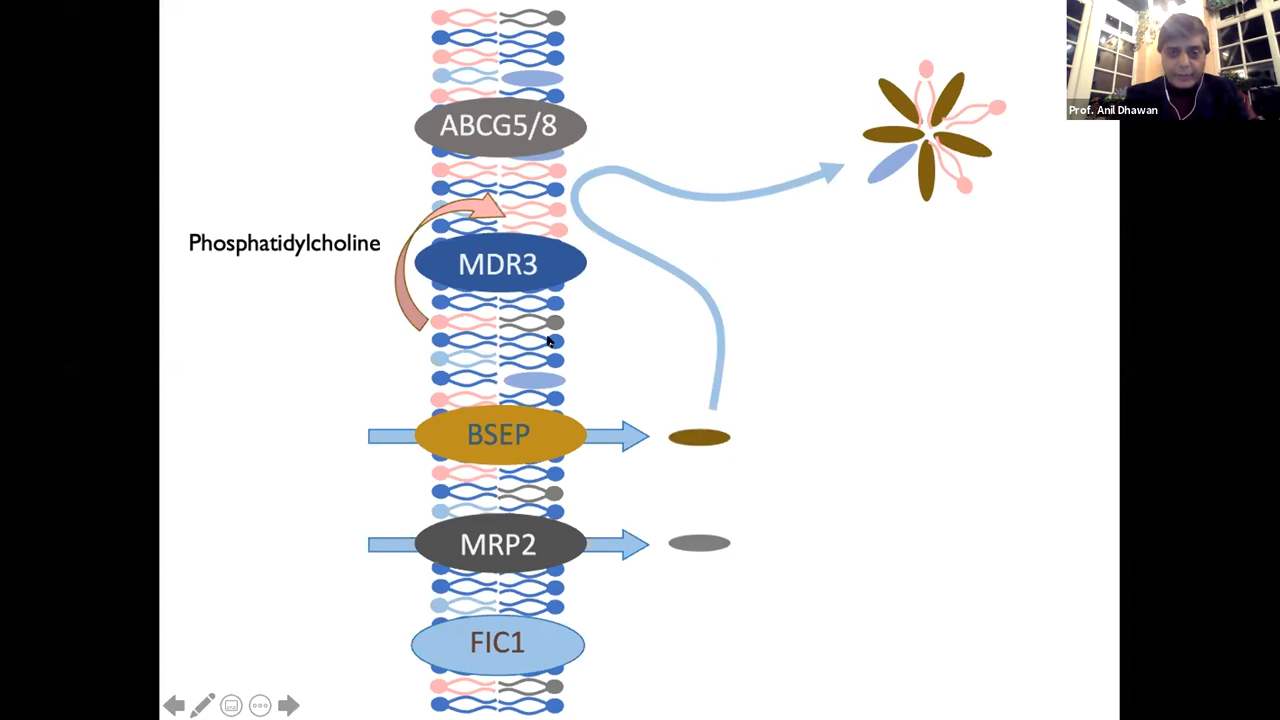 Prof. Anil Dhawan
ABCG5/8
Phosphatidylcholine
MDR3
BSEP
MRP2
FIC1